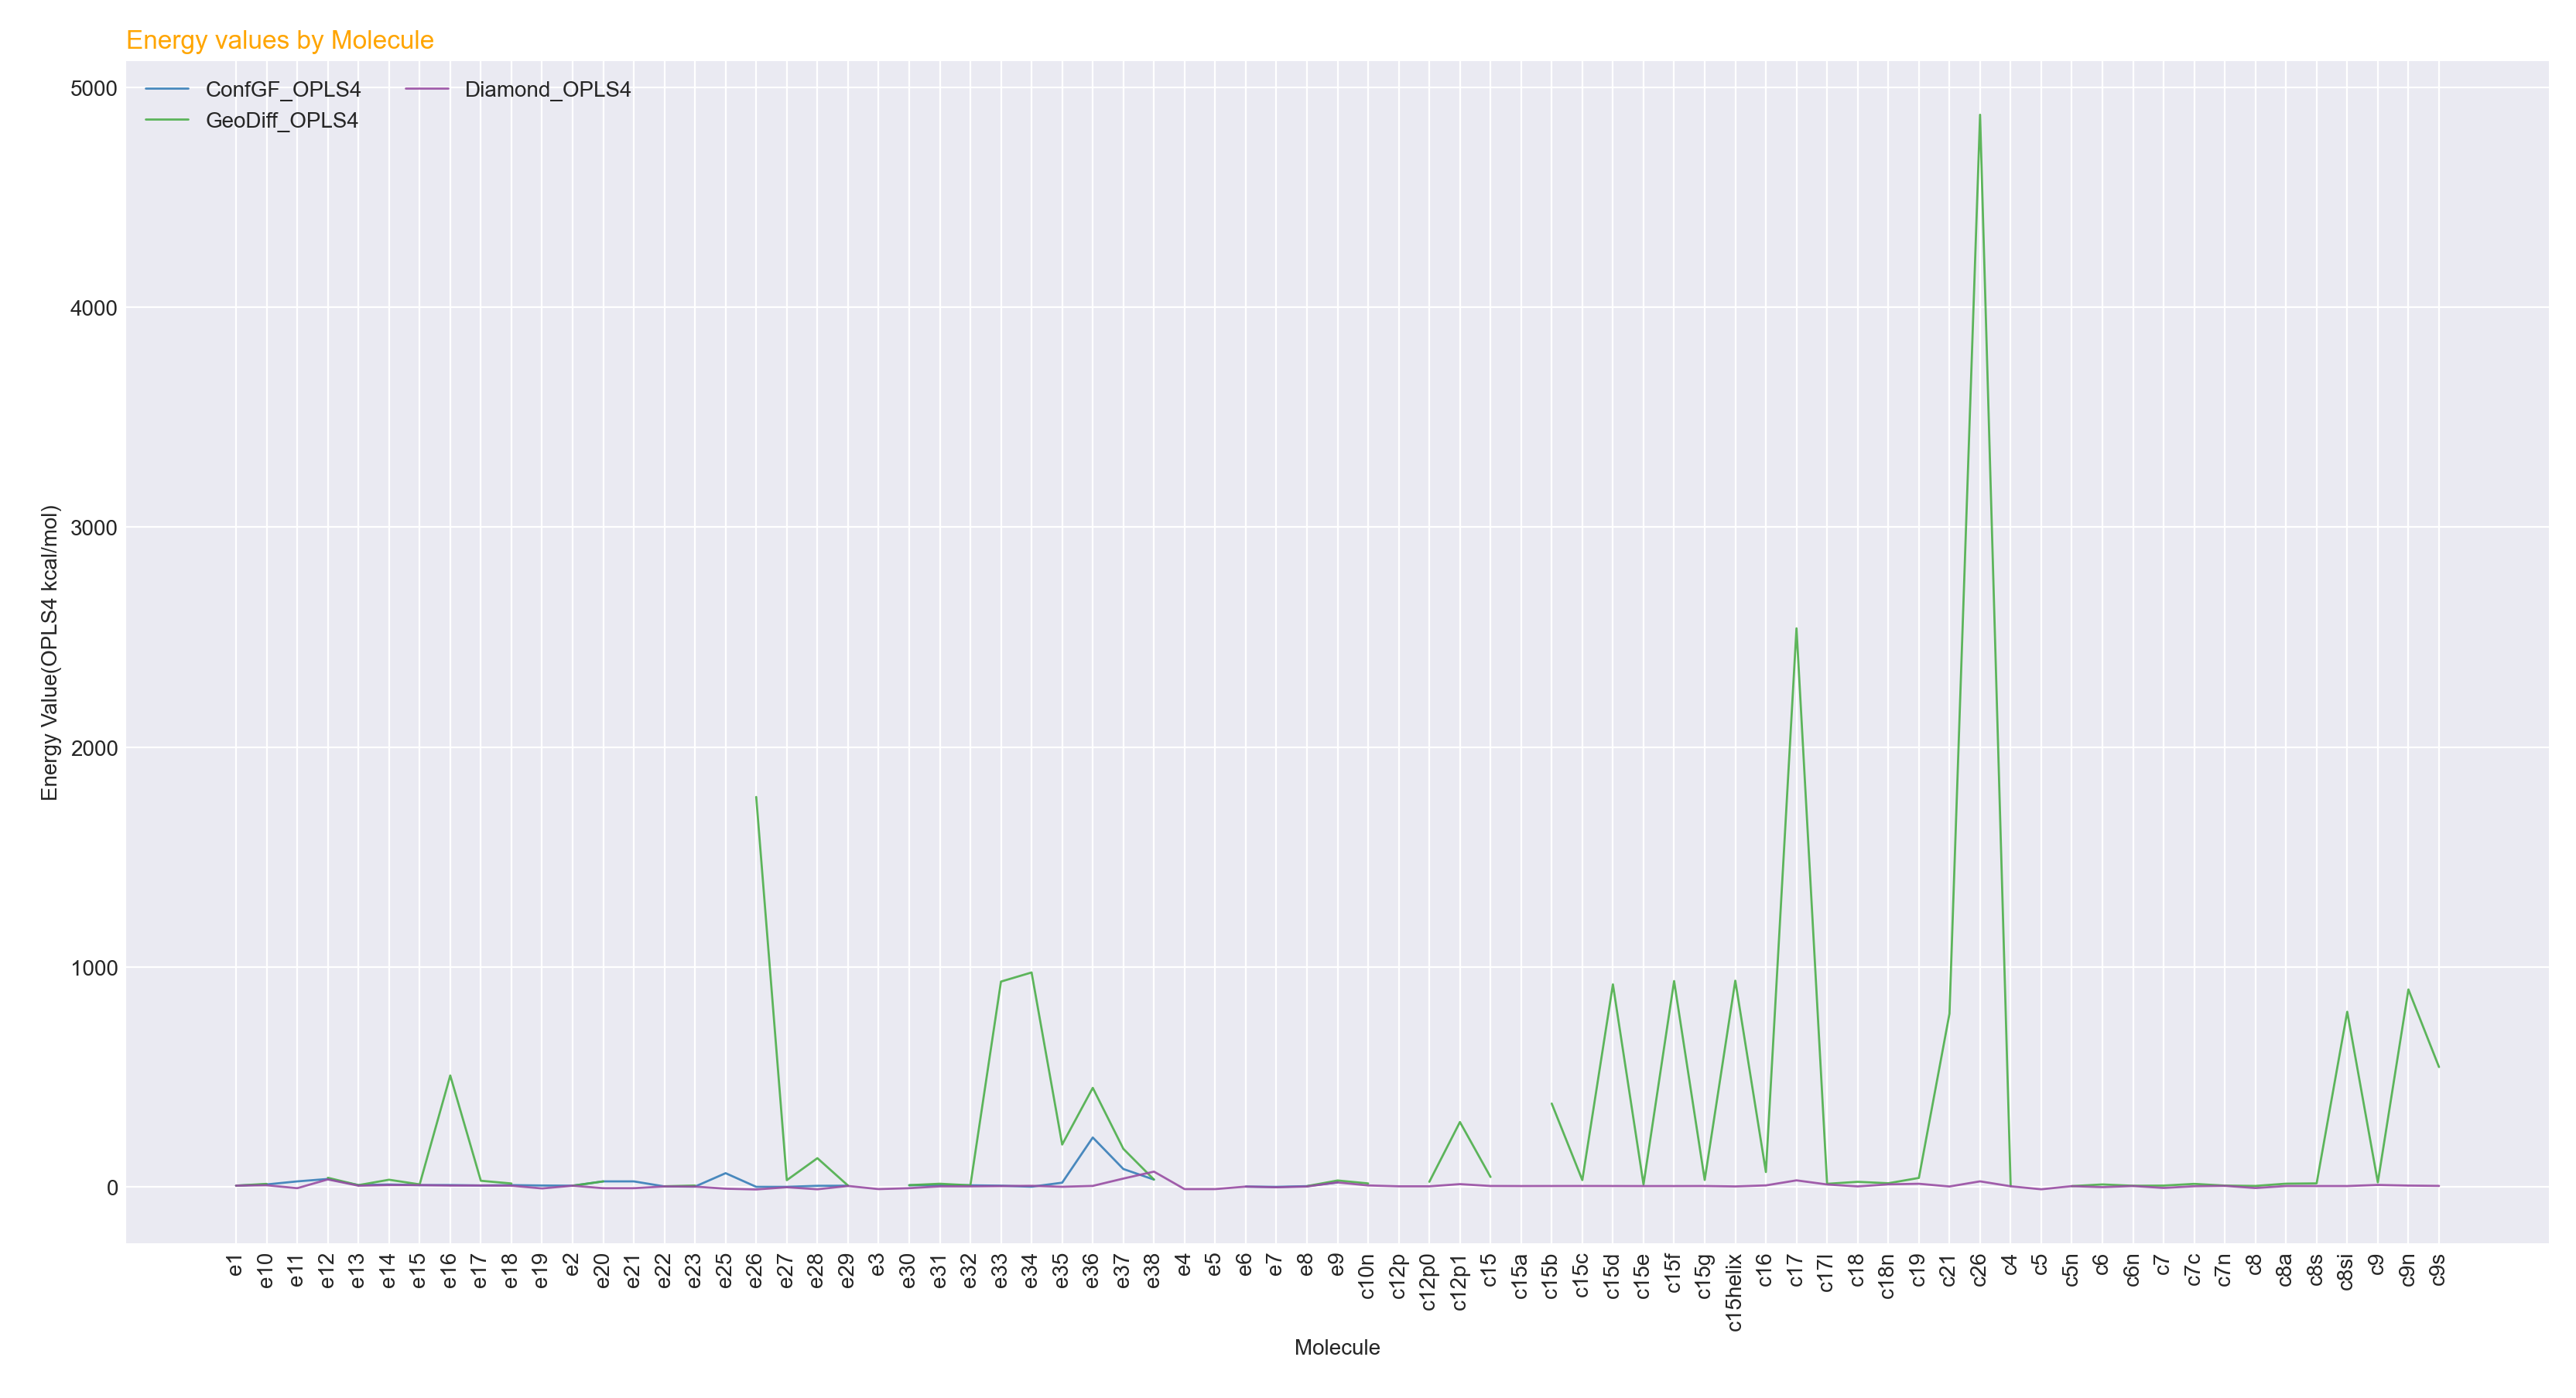 Energy values by Molecule
ConfGF_OPLS4
GeoDiff_OPLS4
Diamond_OPLS4
5000
4000
3000
2000
1000
0
Energy Value(OPLS4 kcal/mol)
e1 e10 e11 e12 e13 e14 e15 e16 e17 e18 e19 e2 e20 e21 e22 e23 e25 e26 e27 e28 e29 e3 e30 e31 e32 e33 e34 e35 e36 e37 e38 e4 e5 e6 e7 e8 e9 c10n c12p c12p0 c12p1 c15 c15a c15b c15c c15d c15e c15f c15g c15helix c16 c17 c17l c18 c18n c19 c21 c26 c4 c5 c5n c6 c6n c7 c7c c7n c8 c8a c8s c8si c9 c9n c9s
Molecule